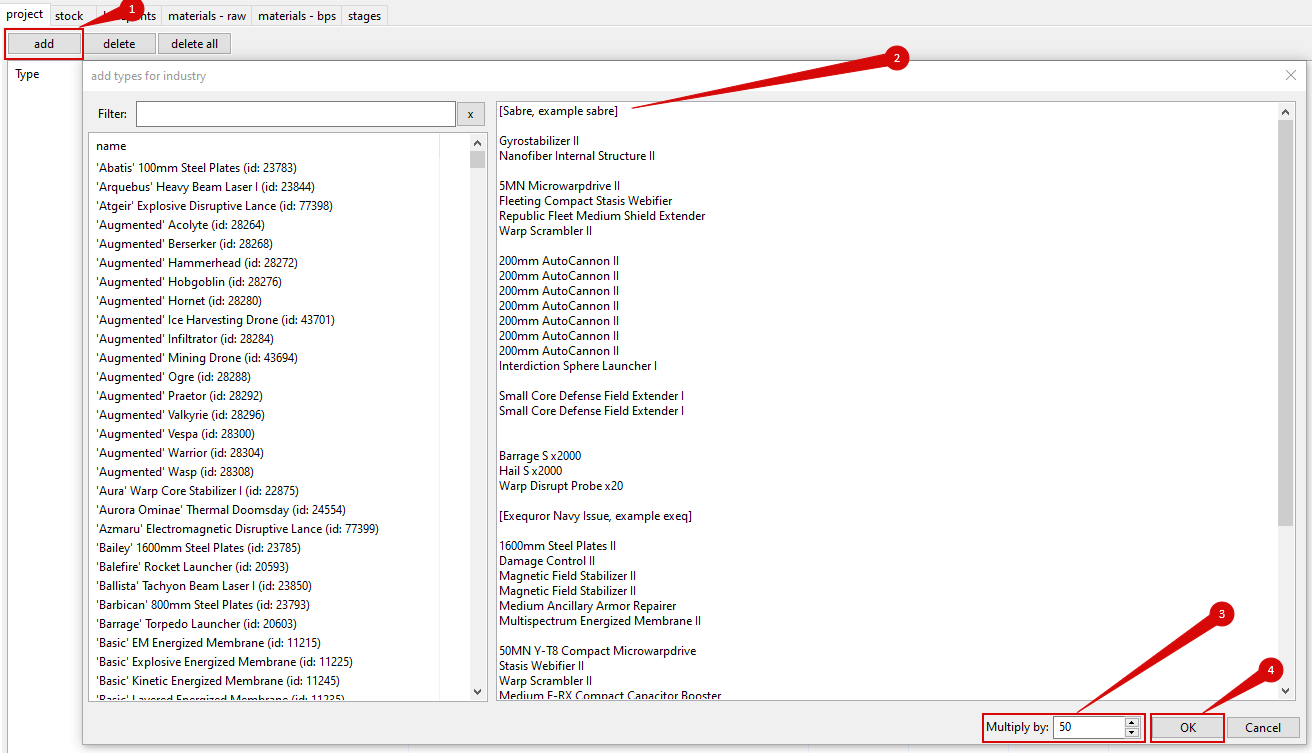 project stock ts materials - raw materials - bps stages
1
add delete delete all
Type
add types for industry
2
Filter: x
name
'Abatis' 100mm Steel Plates (id: 23783)
'Arquebus' Heavy Beam Laser I (id: 23844)
'Atgeir' Explosive Disruptive Lance (id: 77398)
'Augmented' Acolyte (id: 28264)
'Augmented' Berserker (id: 28268)
'Augmented' Hammerhead (id: 28272)
'Augmented' Hobgoblin (id: 28276)
'Augmented' Hornet (id: 28280)
'Augmented' Ice Harvesting Drone (id: 43701)
'Augmented' Infiltrator (id: 28284)
'Augmented' Mining Drone (id: 43694)
'Augmented' Ogre (id: 28288)
'Augmented' Praetor (id: 28292)
'Augmented' Valkyrie (id: 28296)
'Augmented' Vespa (id: 28300)
'Augmented' Warrior (id: 28304)
'Augmented' Wasp (id: 28308)
'Aura' Warp Core Stabilizer I (id: 22875)
'Aurora Ominae' Thermal Doomsday (id: 24554)
'Azmaru' Electromagnetic Disruptive Lance (id: 77399)
'Bailey' 1600mm Steel Plates (id: 23785)
'Balefire' Rocket Launcher (id: 20593)
'Ballista' Tachyon Beam Laser I (id: 23850)
'Barbican' 800mm Steel Plates (id: 23793)
'Barrage' Torpedo Launcher (id: 20603)
'Basic' EM Energized Membrane (id: 11215)
'Basic' Explosive Energized Membrane (id: 11225)
'Basic' Kinetic Energized Membrane (id: 11245)
'Basic' Layered Energized Membrane (id: 11235)
[Sabre, example sabre]
Gyrostabilizer II
Nanofiber Internal Structure II
5MN Microwarpdrive II
Fleeting Compact Stasis Webifier
Republic Fleet Medium Shield Extender
Warp Scrambler II
200mm AutoCannon II
200mm AutoCannon II
200mm AutoCannon II
200mm AutoCannon II
200mm AutoCannon II
200mm AutoCannon II
200mm AutoCannon II
Interdiction Sphere Launcher I
Small Core Defense Field Extender I
Small Core Defense Field Extender I
Barrage S x2000
Hail S x2000
Warp Disrupt Probe x20
[Exequror Navy Issue, example exeq]
1600mm Steel Plates II
Damage Control II
Magnetic Field Stabilizer II
Magnetic Field Stabilizer II
Medium Ancillary Armor Repairer
Multispectrum Energized Membrane II
50MN Y-T8 Compact Microwarpdrive
Stasis Webifier II
Warp Scrambler II
Medium F-RX Compact Capacitor Booster
3
4
Multiply by: 50 OK Cancel